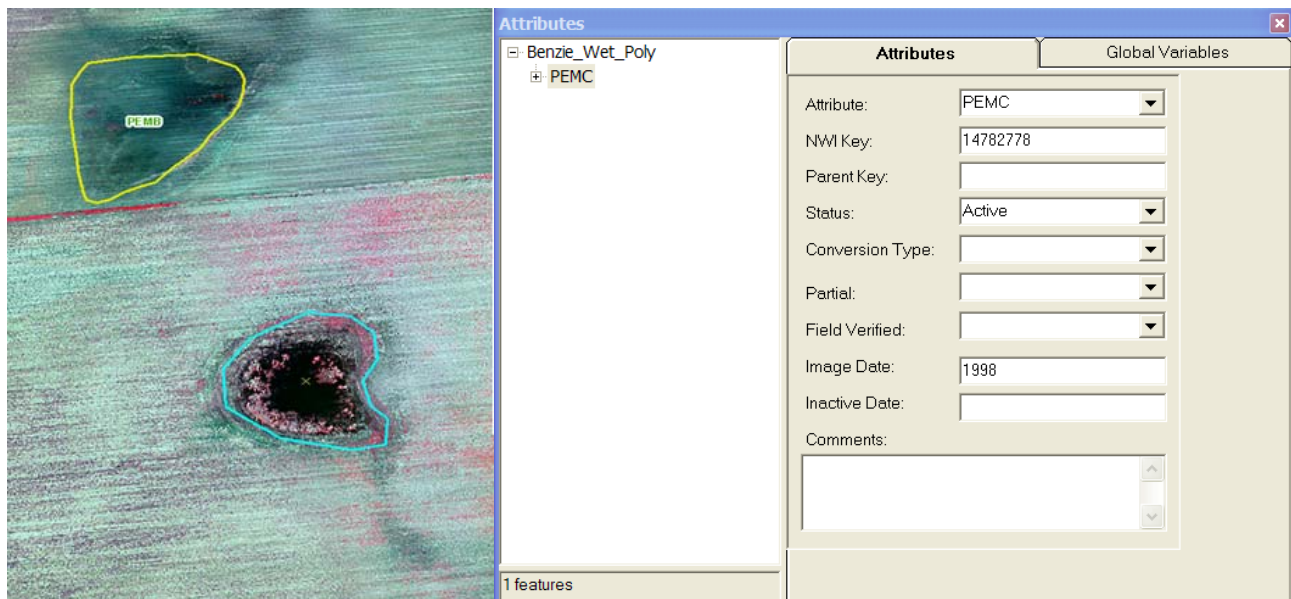 PEMB
Attributes
Benzie_Wet_Poly
PEMC
1 features
Attributes
Global Variables
Attribute: PEMC
NWI Key: 14782778
Parent Key:
Status: Active
Conversion Type:
Partial:
Field Verified:
Image Date: 1998
Inactive Date:
Comments: